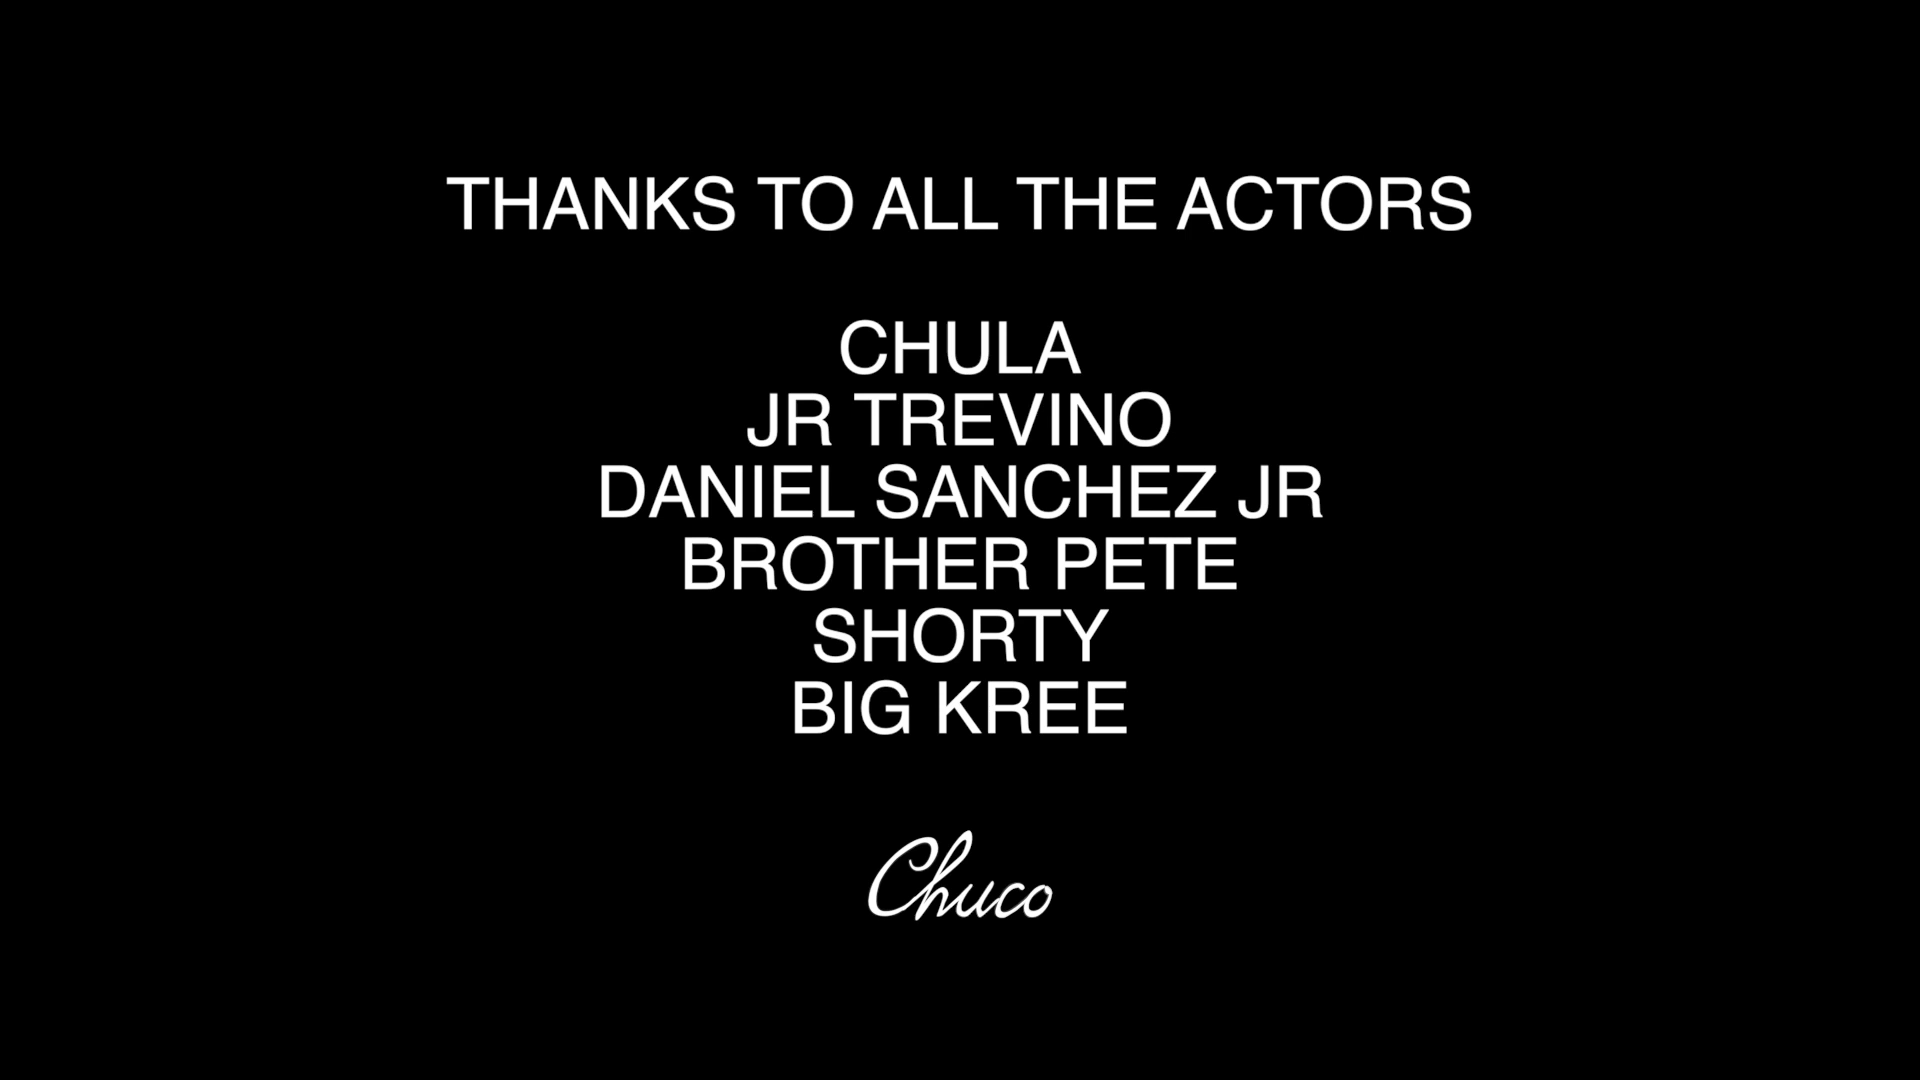 THANKS TO ALL THE ACTORS
CHULA
JR TREVINO
DANIEL SANCHEZ JR
BROTHER PETE
SHORTY
BIG KREE
Chuco